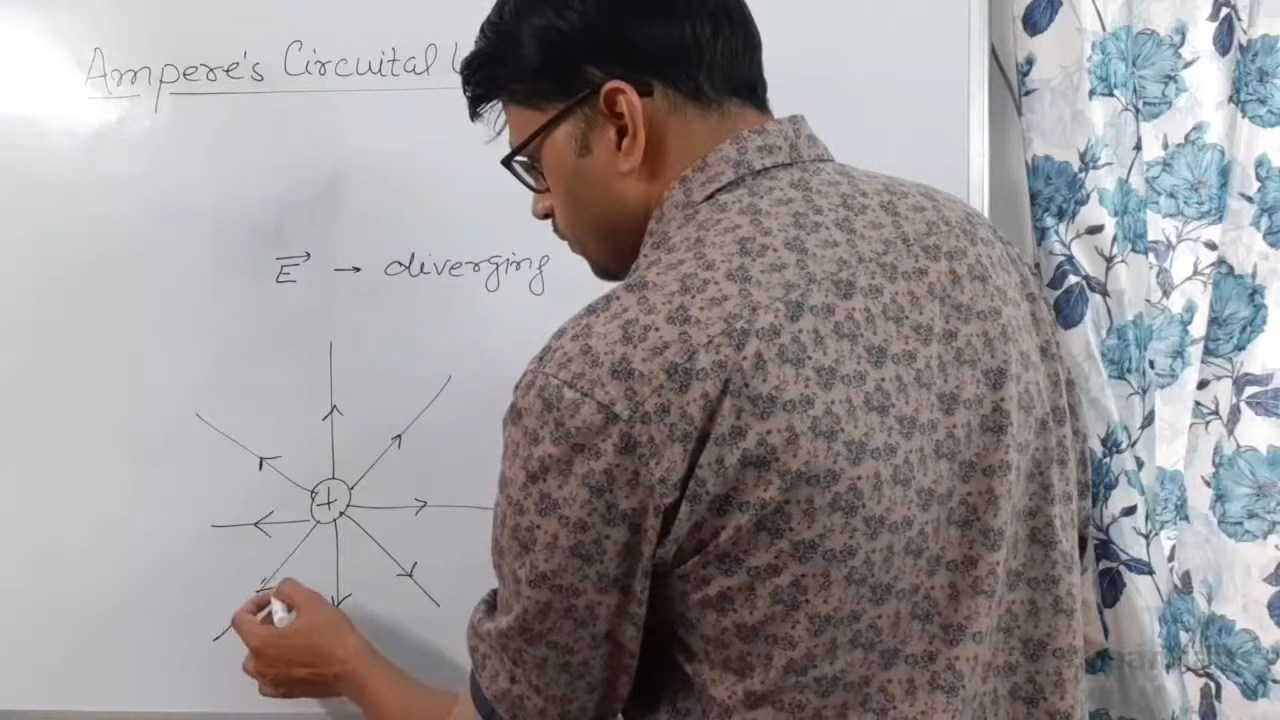 Ampere's Circuital
E → diverging
+